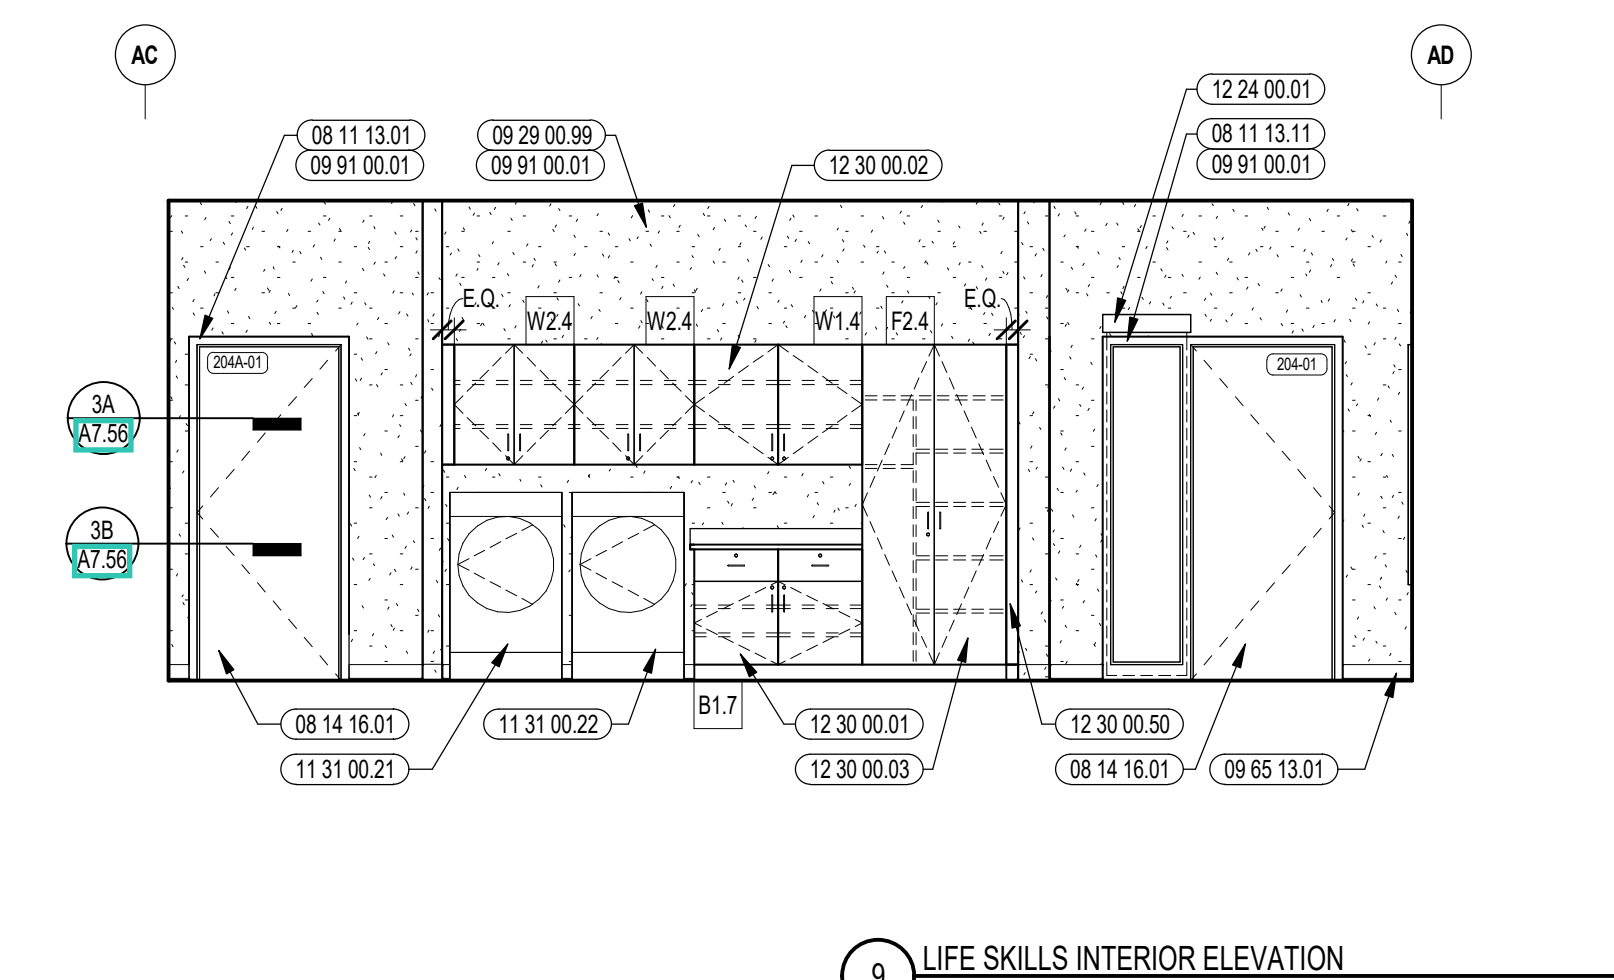 AC
AD
12 24 00.01
08 11 13.01
09 29 00.99
08 11 13.11
09 91 00.01
09 91 00.01
12 30 00.02
09 91 00.01
E.Q.
W2.4
W2.4
W1.4
F2.4
E.Q.
204A-01
204-01
3A
A7.56
3B
A7.56
B1.7
08 14 16.01
11 31 00.22
12 30 00.01
12 30 00.50
11 31 00.21
12 30 00.03
08 14 16.01
09 65 13.01
9
LIFE SKILLS INTERIOR ELEVATION